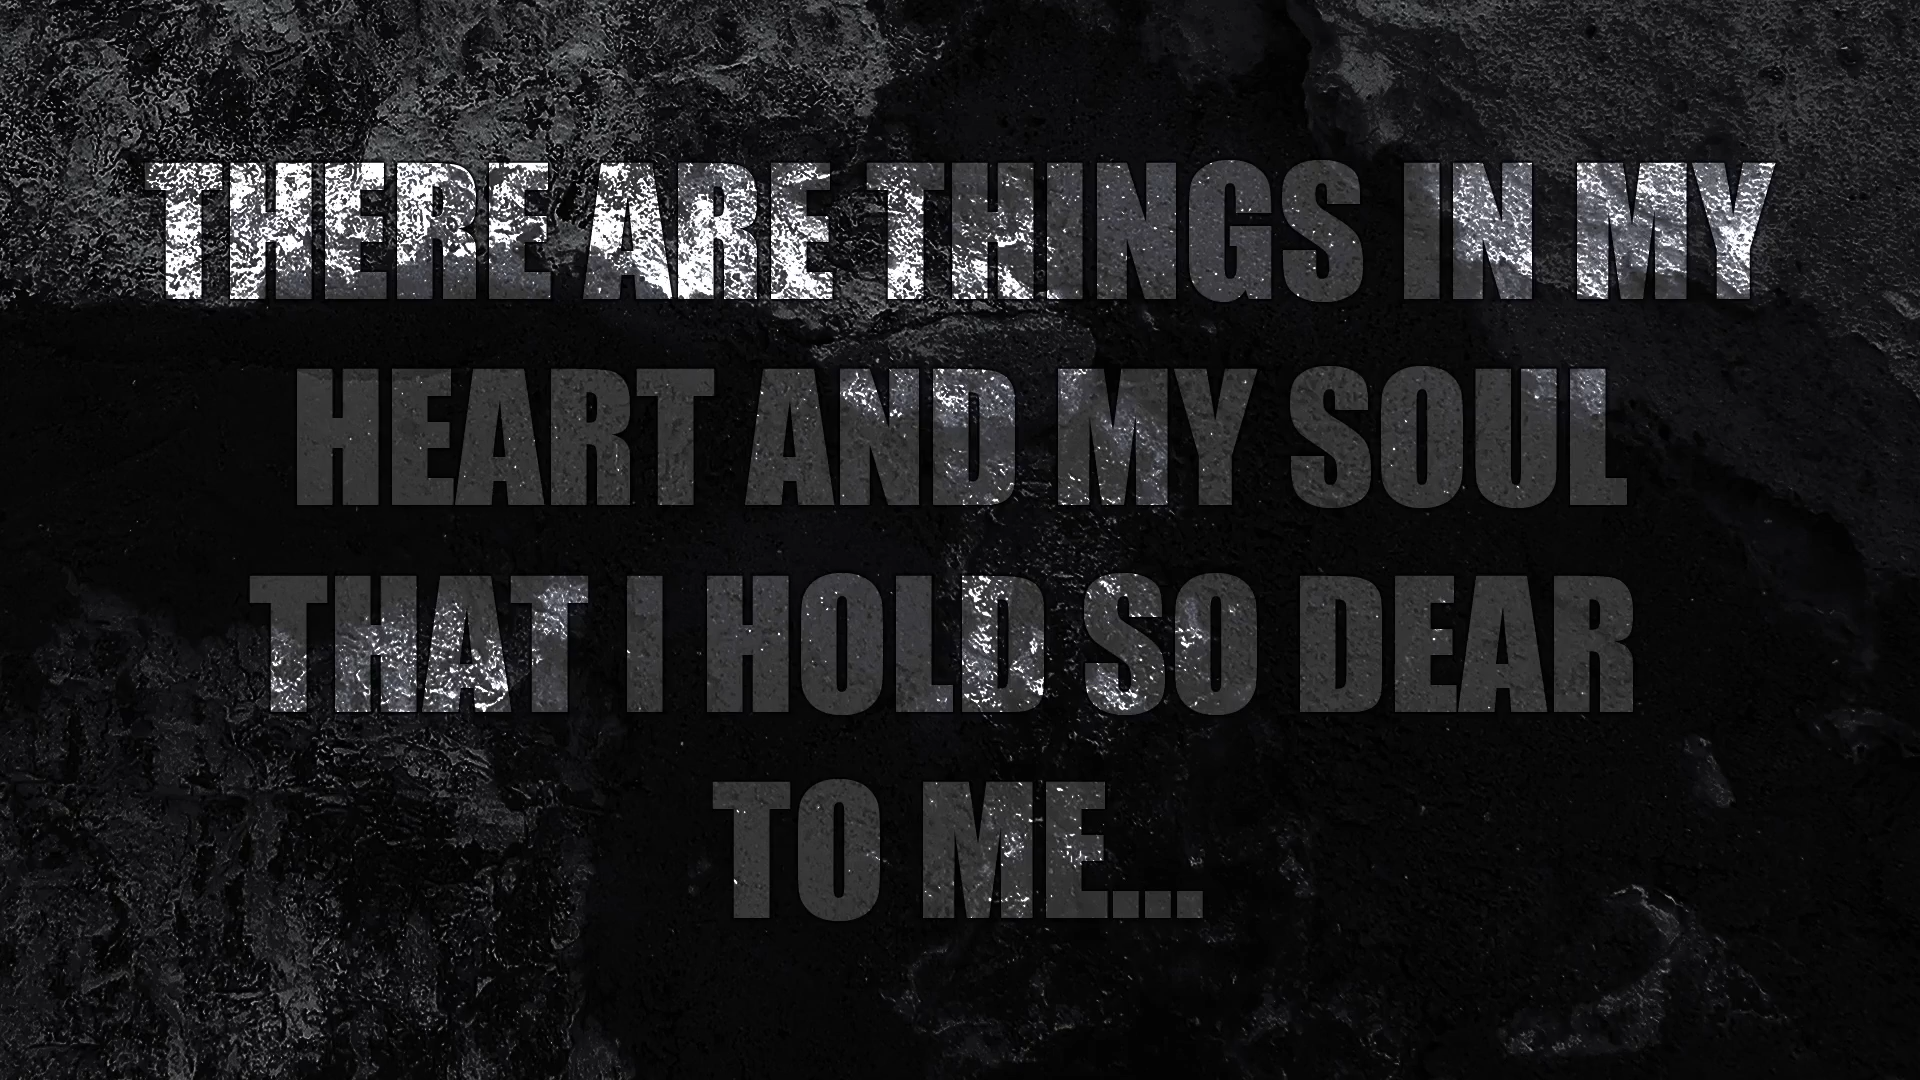 THERE ARE THINGS IN MY
HEART AND MY SOUL
THAT I HOLD SO DEAR
TO ME...